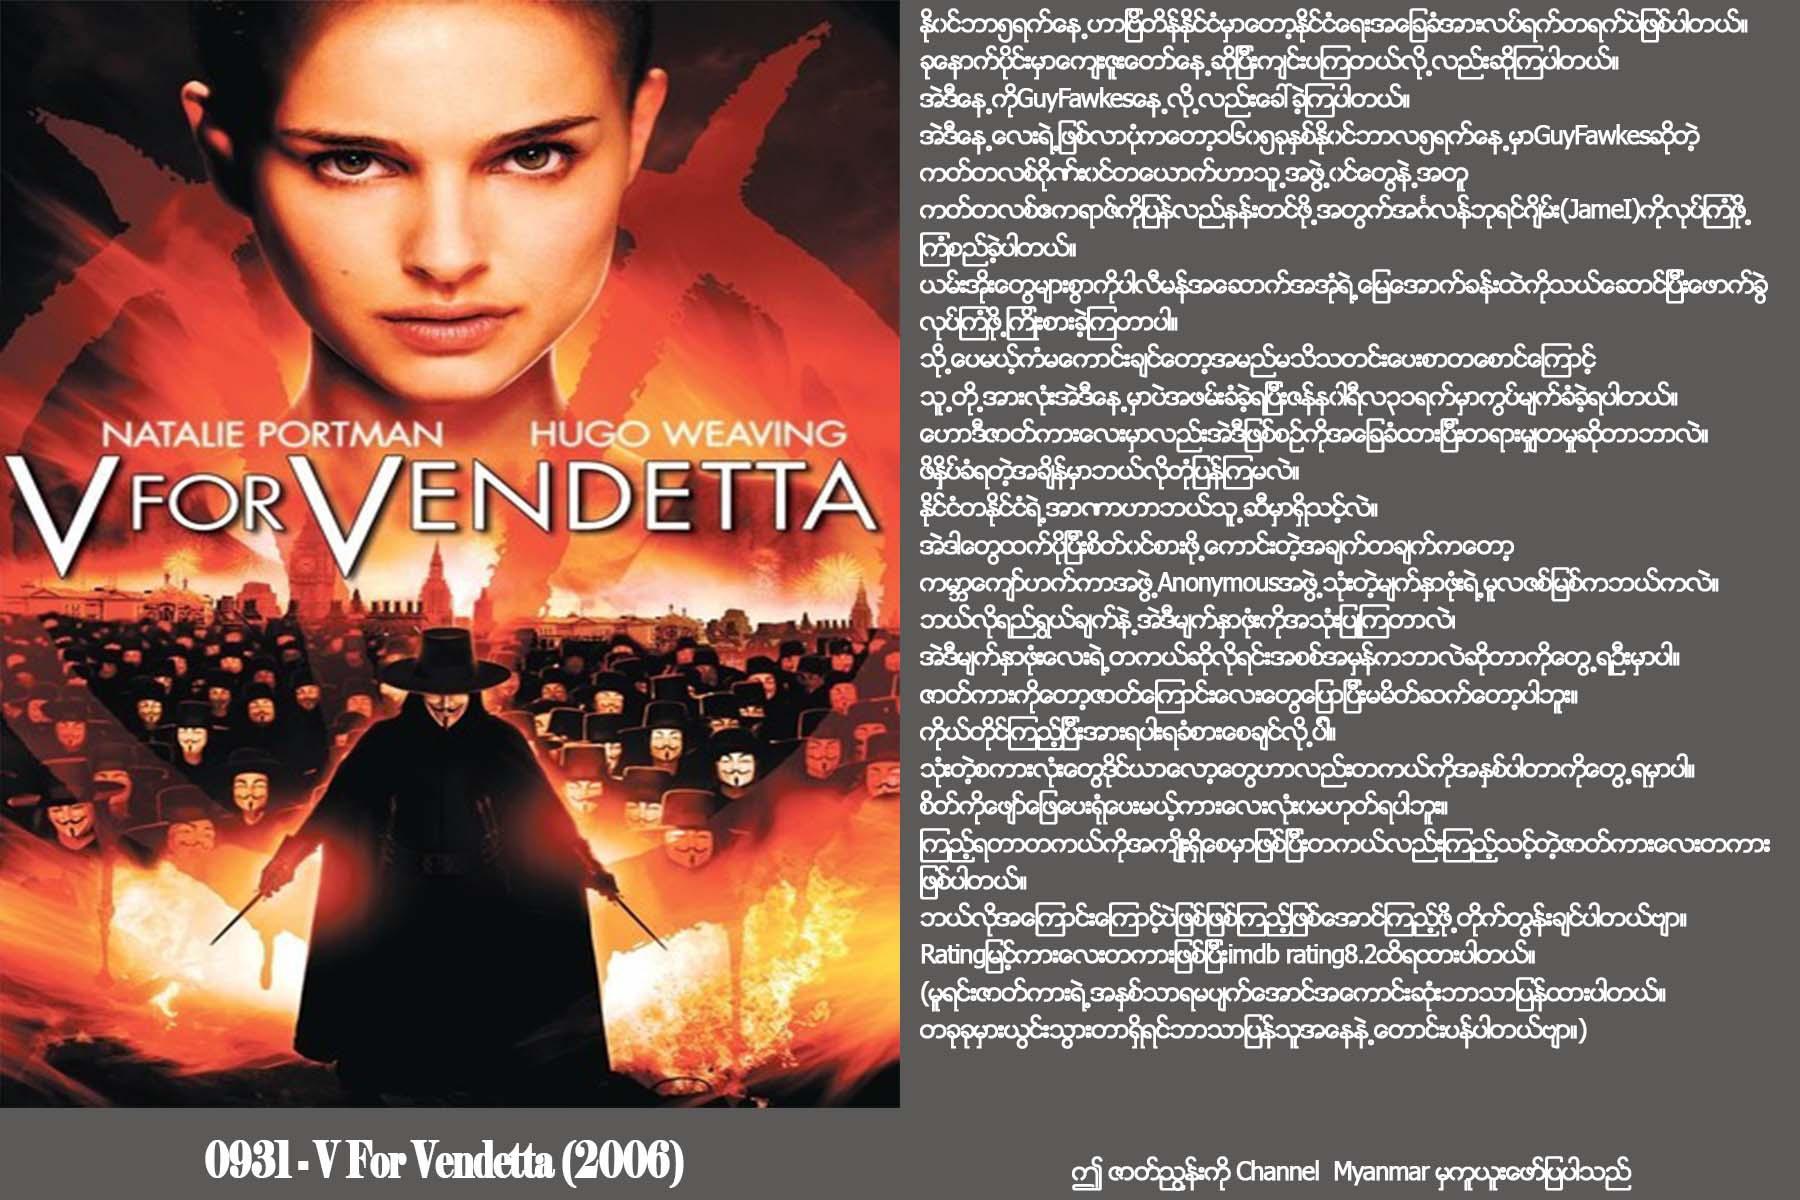 NATALIE PORTMAN HUGO WEAVING
V FOR VENDETTA
0931 - V For Vendetta (2006)
နိုဝင်ဘာ၅ရက်နေ့ဟာဗြိတိန်နိုင်ငံမှာတော့နိုင်ငံရေးအခြေခံအားလပ်ရက်တရက်ပဲဖြစ်ပါတယ်။
ခုနောက်ပိုင်းမှာကျေးဇူးတော်နေ့ဆိုပြီးကျင်းပကြတယ်လို့လည်းဆိုကြပါတယ်။
အဲဒီနေ့ကိုGuyFawkesနေ့လို့လည်းခေါ်ခဲ့ကြပါတယ်။
အဲဒီနေ့လေးရဲ့ဖြစ်လာပုံကတော့၁၆၀၅ခုနှစ်နိုဝင်ဘာလ၅ရက်နေ့မှာGuyFawkesဆိုတဲ့
ကတ်တလစ်ဂိုဏ်းဝင်တယောက်ဟာသူ့အဖွဲ့ဝင်တွေနဲ့အတူ
ကတ်တလစ်ဧကရာဇ်ကိုပြန်လည်နန်းတင်ဖို့အတွက်အင်္ဂလန်ဘုရင်ဂျိမ်း(JameI)ကိုလုပ်ကြံဖို့
ကြံစည်ခဲ့ပါတယ်။
ယမ်းအိုးတွေများစွာကိုပါလီမန်အဆောက်အအုံရဲ့မြေအောက်ခန်းထဲကိုသယ်ဆောင်ပြီးဖောက်ခွဲ
လုပ်ကြံဖို့ကြိုးစားခဲ့ကြတာပါ။
သို့ပေမယ့်ကံမကောင်းချင်တော့အမည်မသိသတင်းပေးစာတစောင်ကြောင့်
သူ့တို့အားလုံးအဲဒီနေ့မှာပဲအဖမ်းခံခဲ့ရပြီးဇန်နဝါရီလ၃၁ရက်မှာကွပ်မျက်ခံခဲ့ရပါတယ်။
ဟောဒီဇာတ်ကားလေးမှာလည်းအဲဒီဖြစ်စဉ်ကိုအခြေခံထားပြီးတရားမျှတမှုဆိုတာဘာလဲ။
ဖိနှိပ်ခံရတဲ့အချိန်မှာဘယ်လိုတုံ့ပြန်ကြမလဲ။
နိုင်ငံတနိုင်ငံရဲ့အာဏာဟာဘယ်သူ့ဆီမှာရှိသင့်လဲ။
အဲဒါတွေထက်ပိုပြီးစိတ်ဝင်စားဖို့ကောင်းတဲ့အချက်တချက်ကတော့
ကမ္ဘာကျော်ဟက်ကာအဖွဲ့Anonymousအဖွဲ့သုံးတဲ့မျက်နှာဖုံးရဲ့မူလဇစ်မြစ်ကဘယ်ကလဲ။
ဘယ်လိုရည်ရွယ်ချက်နဲ့အဲဒီမျက်နှာဖုံးကိုအသုံးပြုကြတာလဲ၊
အဲဒီမျက်နှာဖုံးလေးရဲ့တကယ်ဆိုလိုရင်းအစစ်အမှန်ကဘာလဲဆိုတာကိုတွေ့ရဦးမှာပါ။
ဇာတ်ကားကိုတော့ဇာတ်ကြောင်းလေးတွေပြောပြီးမမိတ်ဆက်တော့ပါဘူး။
ကိုယ်တိုင်ကြည့်ပြီးအားရပါးရခံစားစေချင်လို့ပါ။
သုံးတဲ့စကားလုံးတွေဒိုင်ယာလော့တွေဟာလည်းတကယ်ကိုအနှစ်ပါတာကိုတွေ့ရမှာပါ။
စိတ်ကိုဖျော်ဖြေပေးရုံပေးမယ့်ကားလေးလုံးဝမဟုတ်ရပါဘူး။
ကြည့်ရတာတကယ်ကိုအကျိုးရှိစေမှာဖြစ်ပြီးတကယ်လည်းကြည့်သင့်တဲ့ဇာတ်ကားလေးတကား
ဖြစ်ပါတယ်။
ဘယ်လိုအကြောင်းကြောင့်ပဲဖြစ်ဖြစ်ကြည့်ဖြစ်အောင်ကြည့်ဖို့တိုက်တွန်းချင်ပါတယ်ဗျာ။
Ratingမြင့်ကားလေးတကားဖြစ်ပြီးimdb rating8.2ထိရထားပါတယ်။
(မူရင်းဇာတ်ကားရဲ့အနှစ်သာရမပျက်အောင်အကောင်းဆုံးဘာသာပြန်ထားပါတယ်။
တခုခုမှားယွင်းသွားတာရှိရင်ဘာသာပြန်သူအနေနဲ့တောင်းပန်ပါတယ်ဗျာ။)
ဤ ဇာတ်ညွှန်းကို Channel Myanmar မှကူယူးဖော်ပြပါသည်